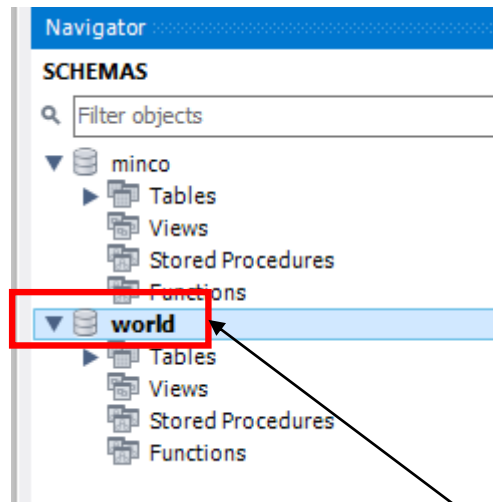 Navigator
SCHEMAS
Filter objects
minco
Tables
Views
Stored Procedures
Functions
world
Tables
Views
Stored Procedures
Functions